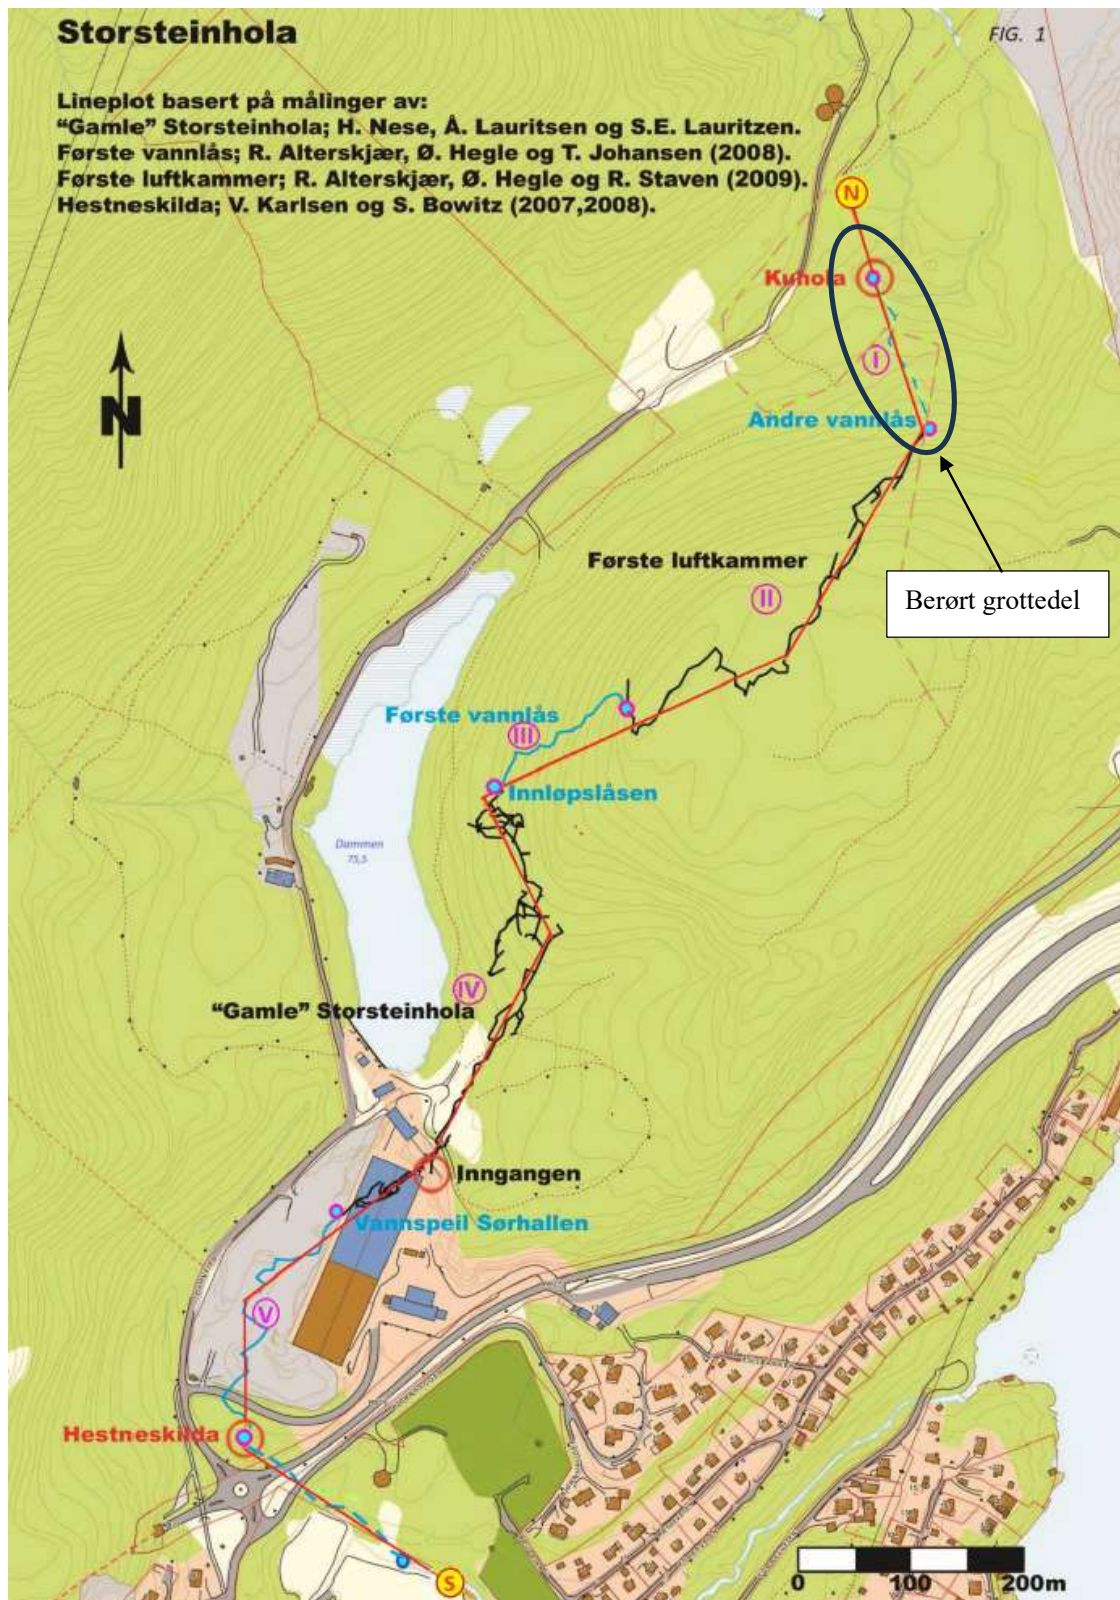 Storsteinhola
FIG. 1
Lineplot basert på målinger av:
"Gamle" Storsteinhola; H. Nese, Å. Lauritsen og S.E. Lauritzen.
Første vannlås; R. Alterskjær, Ø. Hegle og T. Johansen (2008).
Første luftkammer; R. Alterskjær, Ø. Hegle og R. Staven (2009).
Hestneskilda; V. Karlsen og S. Bowitz (2007,2008).
N
Kuhola
I
N
Andre vannlås
Første luftkammer
II
Berørt grottedel
Første vannlås
III
Innløpslåsen
Dammen
75,5
IV
"Gamle" Storsteinhola
Inngangen
Vannspeil Sørhallen
V
Hestneskilda
S
0 100 200m